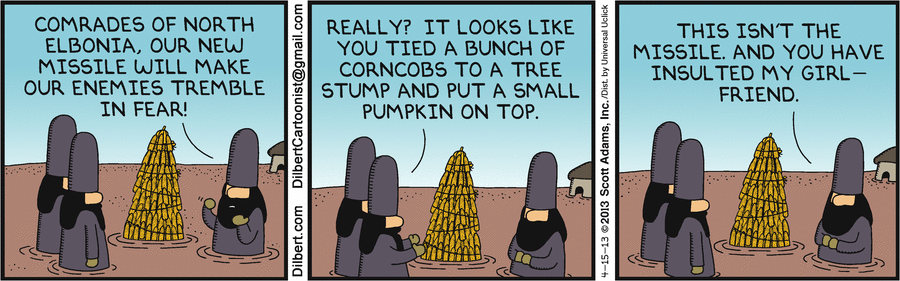 COMRADES OF NORTH
ELBONIA, OUR NEW
MISSILE WILL MAKE
OUR ENEMIES TREMBLE
IN FEAR!
Dilbert.com DilbertCartoonist@gmail.com
REALLY? IT LOOKS LIKE
YOU TIED A BUNCH OF
CORNCOBS TO A TREE
STUMP AND PUT A SMALL
PUMPKIN ON TOP.
4-15-13 © 2013 Scott Adams, Inc. /Dist. by Universal Uclick
THIS ISN'T THE
MISSILE. AND YOU HAVE
INSULTED MY GIRL-
FRIEND.